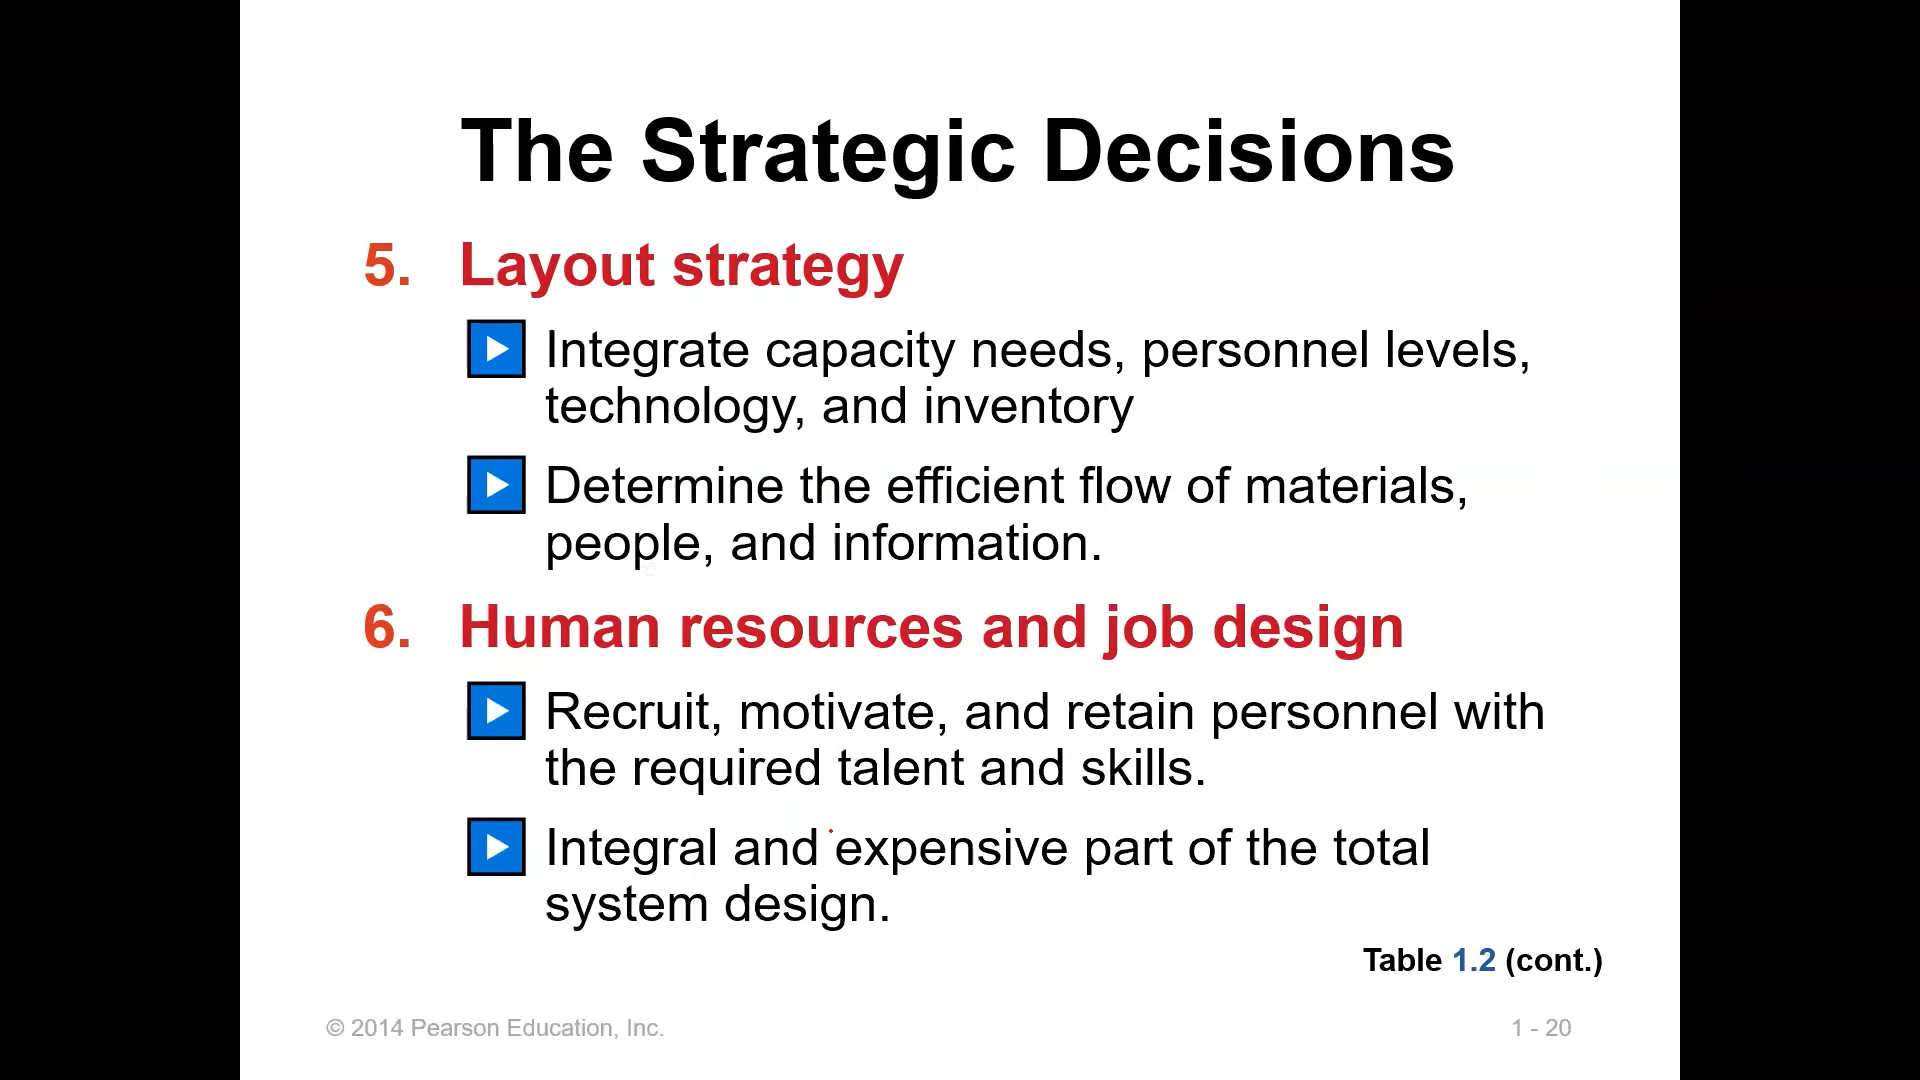 The Strategic Decisions
5. Layout strategy
Integrate capacity needs, personnel levels,
technology, and inventory
Determine the efficient flow of materials,
people, and information.
6. Human resources and job design
Recruit, motivate, and retain personnel with
the required talent and skills.
Integral and expensive part of the total
system design.
Table 1.2 (cont.)
© 2014 Pearson Education, Inc.
1 - 20